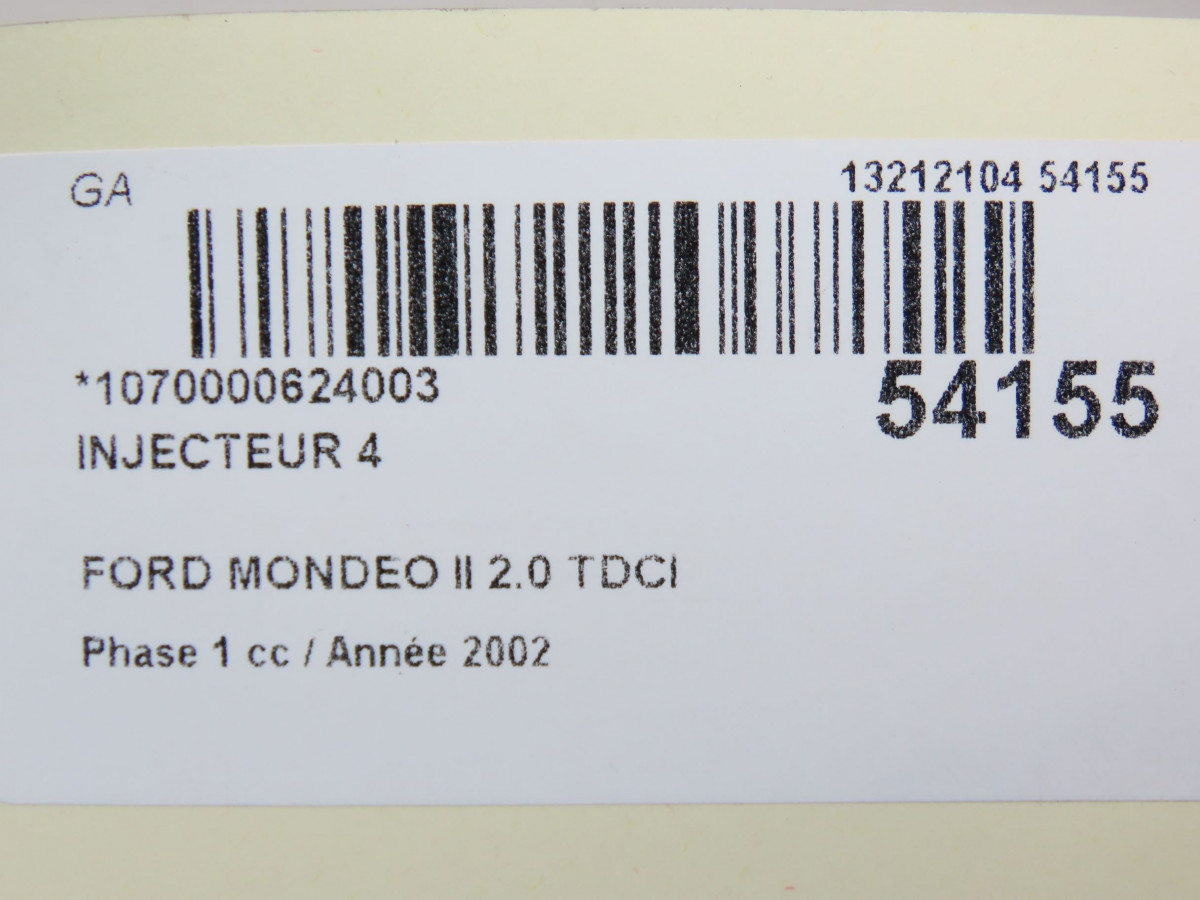 GA
13212104 54155
*1070000624003
54155
INJECTEUR 4
FORD MONDEO II 2.0 TDCI
Phase 1 cc / Année 2002